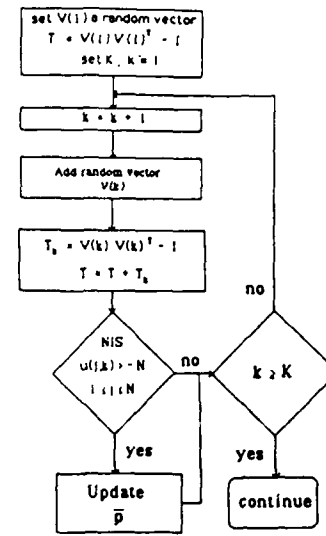 set V(1) a random vector
T = V(1) V(1)ᵀ - I
set K, k = 1
k = k + 1
Add random vector
V(k)
Tₖ = V(k) V(k)ᵀ - I
T = T + Tₖ
NIS
u(j,k) > -N
1 ≤ j ≤ N
no
yes
Update
p̅
k ≥ K
no
yes
continue